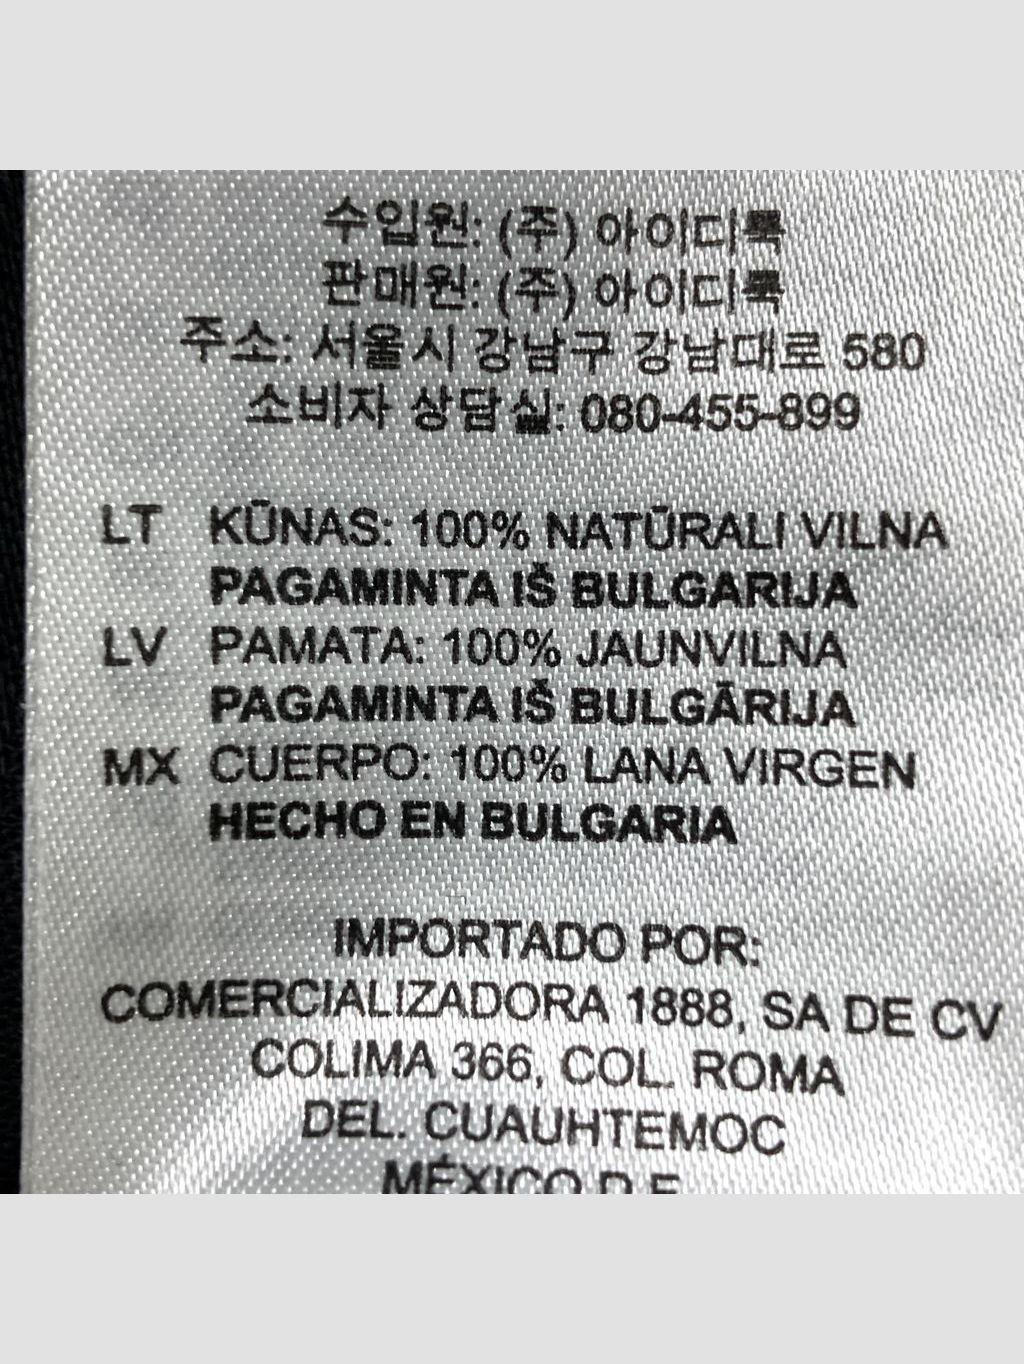 수입원: (주) 아이디룩
판매원: (주) 아이디룩
주소: 서울시 강남구 강남대로 580
소비자 상담실: 080-455-899
LT KŪNAS: 100% NATŪRALI VILNA
PAGAMINTA IŠ BULGARIJA
LV PAMATA: 100% JAUNVILNA
PAGAMINTA IŠ BULGĀRIJA
MX CUERPO: 100% LANA VIRGEN
HECHO EN BULGARIA
IMPORTADO POR:
COMERCIALIZADORA 1888, SA DE CV
COLIMA 366, COL. ROMA
DEL. CUAUHTEMOC
MÉXICO D.F.